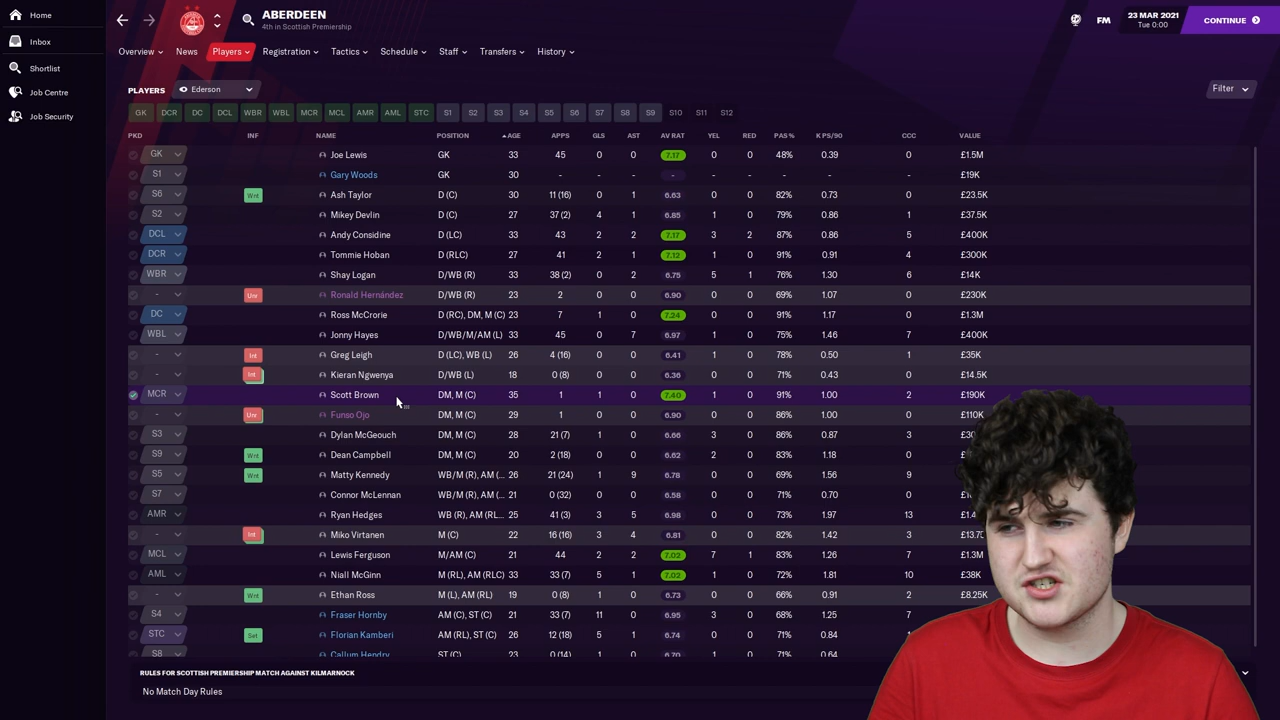 Home
Inbox
Shortlist
Job Centre
Job Security
ABERDEEN
4th in Scottish Premiership
FM
23 MAR 2021
Tue 0:00
CONTINUE
Overview News Players Registration Tactics Schedule Staff Transfers History
PLAYERS Ederson Filter
GK DCR DC DCL WBR WBL MCR MCL AMR AML STC S1 S2 S3 S4 S5 S6 S7 S8 S9 S10 S11 S12
PKD INF NAME POSITION AGE APPS GLS AST AV RAT YEL RED PAS % K PS/90 CCC VALUE
GK Joe Lewis GK 33 45 0 0 7.17 0 0 48% 0.39 0 £1.5M
S1 Gary Woods GK 30 - - - - - - - - - £19K
S6 Wnt Ash Taylor D (C) 30 11 (16) 0 0 6.63 0 0 82% 0.73 0 £23.5K
S2 Mikey Devlin D (C) 27 37 (2) 4 1 6.85 1 0 79% 0.86 1 £37.5K
DCL Andy Considine D (LC) 33 43 2 2 7.17 3 2 87% 0.86 5 £400K
DCR Tommie Hoban D (RLC) 27 41 2 1 7.12 1 0 91% 0.91 4 £300K
WBR Shay Logan D/WB (R) 33 38 (2) 0 2 6.75 5 1 76% 1.30 6 £14K
- Unr Ronald Hernández D/WB (R) 23 2 0 0 6.90 0 0 69% 1.07 0 £230K
DC Ross McCrorie D (RC), DM, M (C) 23 7 1 0 7.24 0 0 91% 1.17 0 £1.3M
WBL Jonny Hayes D/WB/M/AM (L) 33 45 0 7 6.97 1 0 75% 1.46 7 £400K
- Int Greg Leigh D (LC), WB (L) 26 4 (16) 0 0 6.41 1 0 78% 0.50 1 £35K
- Int Kieran Ngwenya D/WB (L) 18 0 (8) 0 0 6.36 0 0 71% 0.43 0 £14.5K
MCR Scott Brown DM, M (C) 35 1 1 0 7.40 1 0 91% 1.00 2 £190K
- Unr Funso Ojo DM, M (C) 29 1 0 0 6.90 0 0 86% 1.00 0 £110K
S3 Dylan McGeouch DM, M (C) 28 21 (7) 1 0 6.66 3 0 86% 0.87 3
S9 Wnt Dean Campbell DM, M (C) 20 2 (18) 0 0 6.62 2 0 83% 1.18 0
S5 Wnt Matty Kennedy WB/M (R), AM (... 26 21 (24) 1 9 6.78 0 0 69% 1.56 9
S7 Connor McLennan WB/M (R), AM (... 21 0 (32) 0 0 6.58 0 0 71% 0.70 0
AMR Ryan Hedges WB (R), AM (RL... 25 41 (3) 3 5 6.98 0 0 73% 1.97 13
- Int Miko Virtanen M (C) 22 16 (16) 3 4 6.81 0 0 82% 1.42 3
MCL Lewis Ferguson M/AM (C) 21 44 2 2 7.02 7 1 83% 1.26 7 £1.3M
AML Niall McGinn M (RL), AM (RLC) 33 33 (7) 5 1 7.02 0 0 72% 1.81 10 £38K
- Wnt Ethan Ross M (L), AM (RL) 19 0 (8) 0 0 6.73 0 0 66% 0.91 2 £8.25K
S4 Fraser Hornby AM (C), ST (C) 21 33 (7) 11 0 6.95 3 0 68% 1.25 7
STC Set Florian Kamberi AM (RL), ST (C) 26 12 (18) 5 1 6.74 0 0 71% 0.84
S8 Callum Hendry ST (C) 23 0 (14) 1 0 6.70 0 0 71% 0.64
RULES FOR SCOTTISH PREMIERSHIP MATCH AGAINST KILMARNOCK
No Match Day Rules